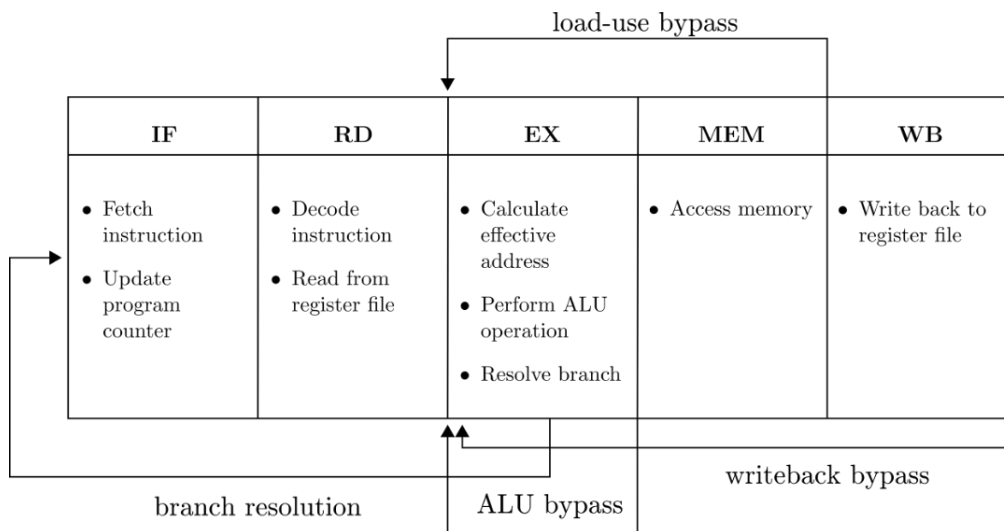 load-use bypass
IF
RD
EX
MEM
WB
• Fetch
instruction
• Update
program
counter
• Decode
instruction
• Read from
register file
• Calculate
effective
address
• Perform ALU
operation
• Resolve branch
• Access memory
• Write back to
register file
branch resolution
ALU bypass
writeback bypass